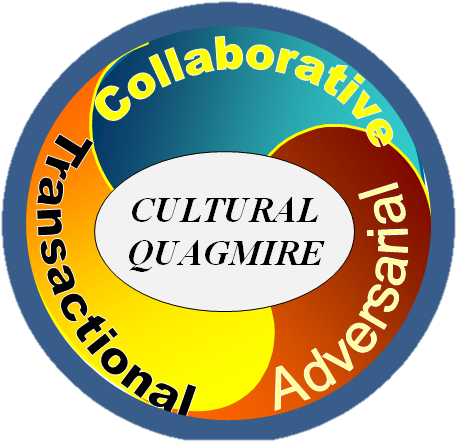 Collaborative
Transactional
CULTURAL
QUAGMIRE
Adversarial